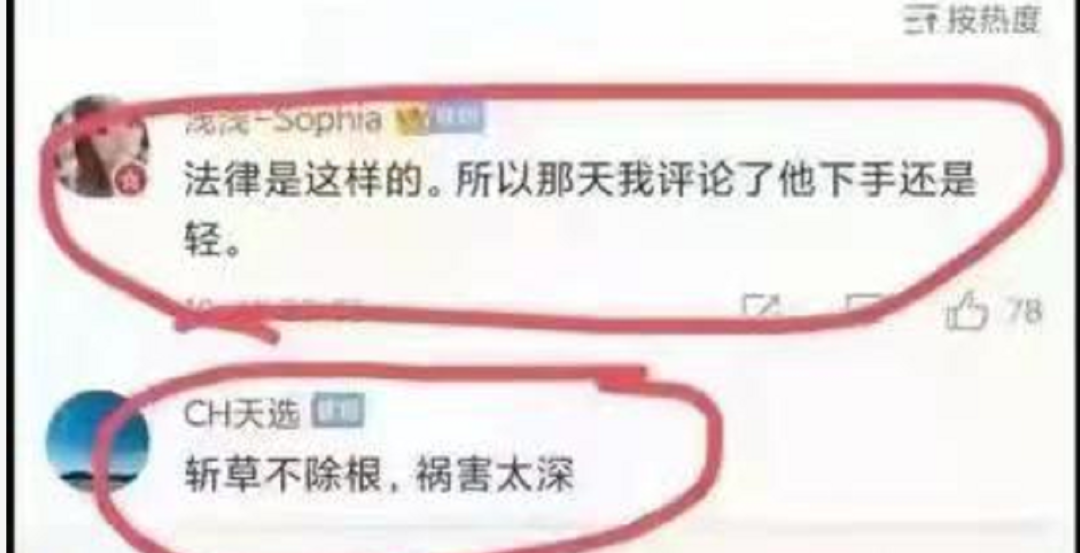 按热度
浅浅-Sophia
法律是这样的。所以那天我评论了他下手还是
轻。
78
CH天选
斩草不除根，祸害太深